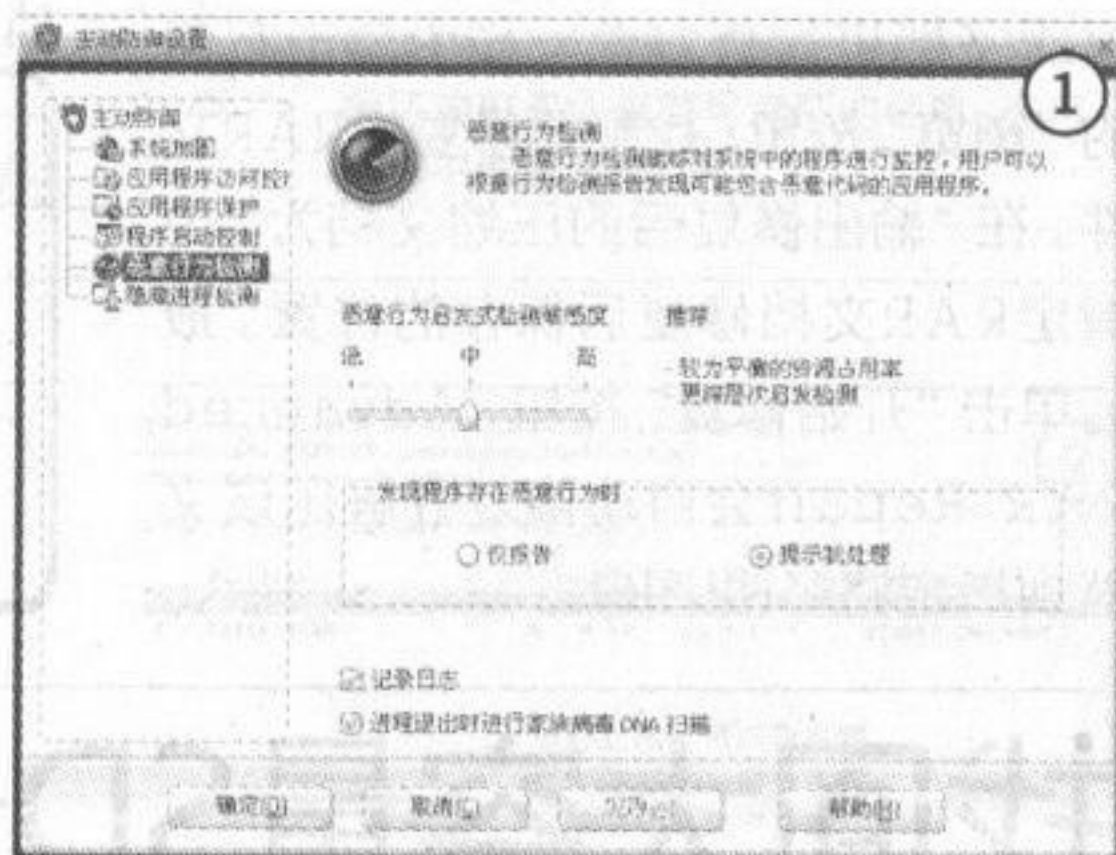 主动防御设置
①
主动防御
系统加固
应用程序访问控
应用程序保护
程序启动控制
恶意行为检测
隐藏进程检测
恶意行为检测
恶意行为检测能够对系统中的程序进行监控，用户可以
根据行为检测报告发现可能包含恶意代码的应用程序。
恶意行为启发式检测敏感度
推荐
低 中 高
-较为平衡的资源占用率
更深层次启发检测
发现程序存在恶意行为时
仅报告
提示我处理
记录日志
进程退出时进行家族病毒 DNA 扫描
确定(O)
取消(C)
帮助(H)